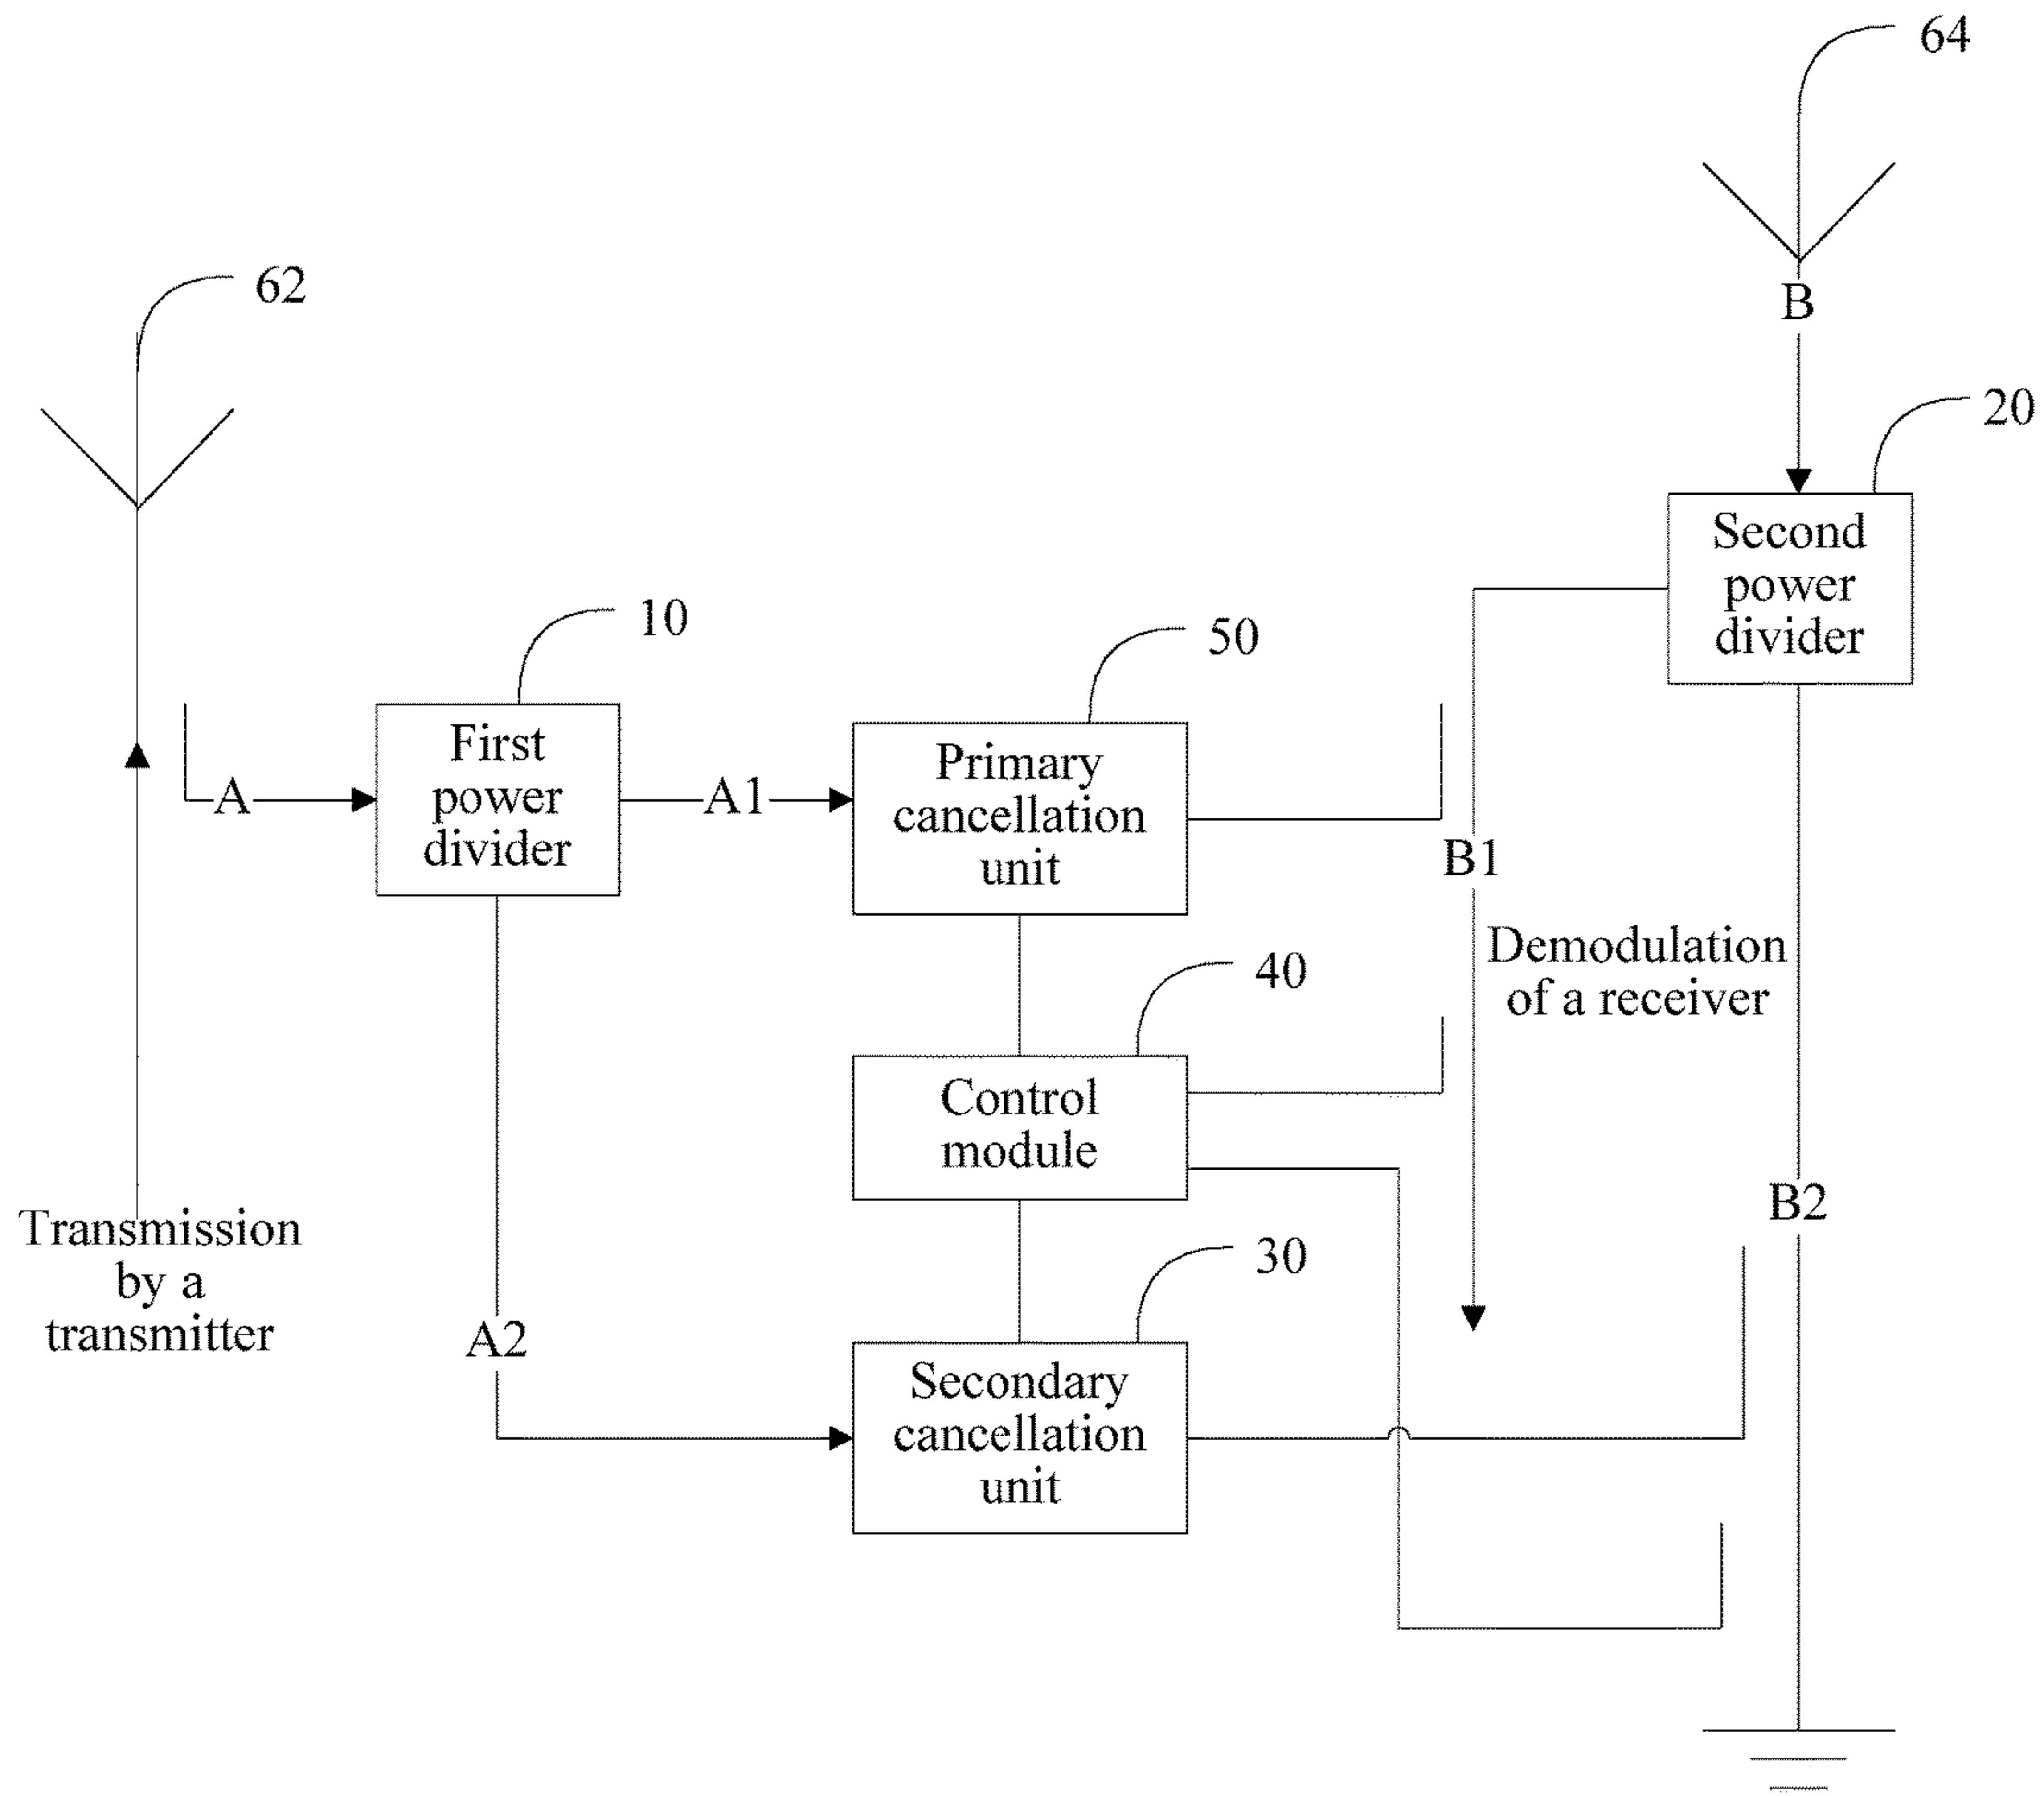 64
62
B
20
Second
power
divider
10
50
First
power
divider
A
A1
Primary
cancellation
unit
B1
Demodulation
of a receiver
40
Control
module
B2
Transmission
by a
transmitter
30
A2
Secondary
cancellation
unit